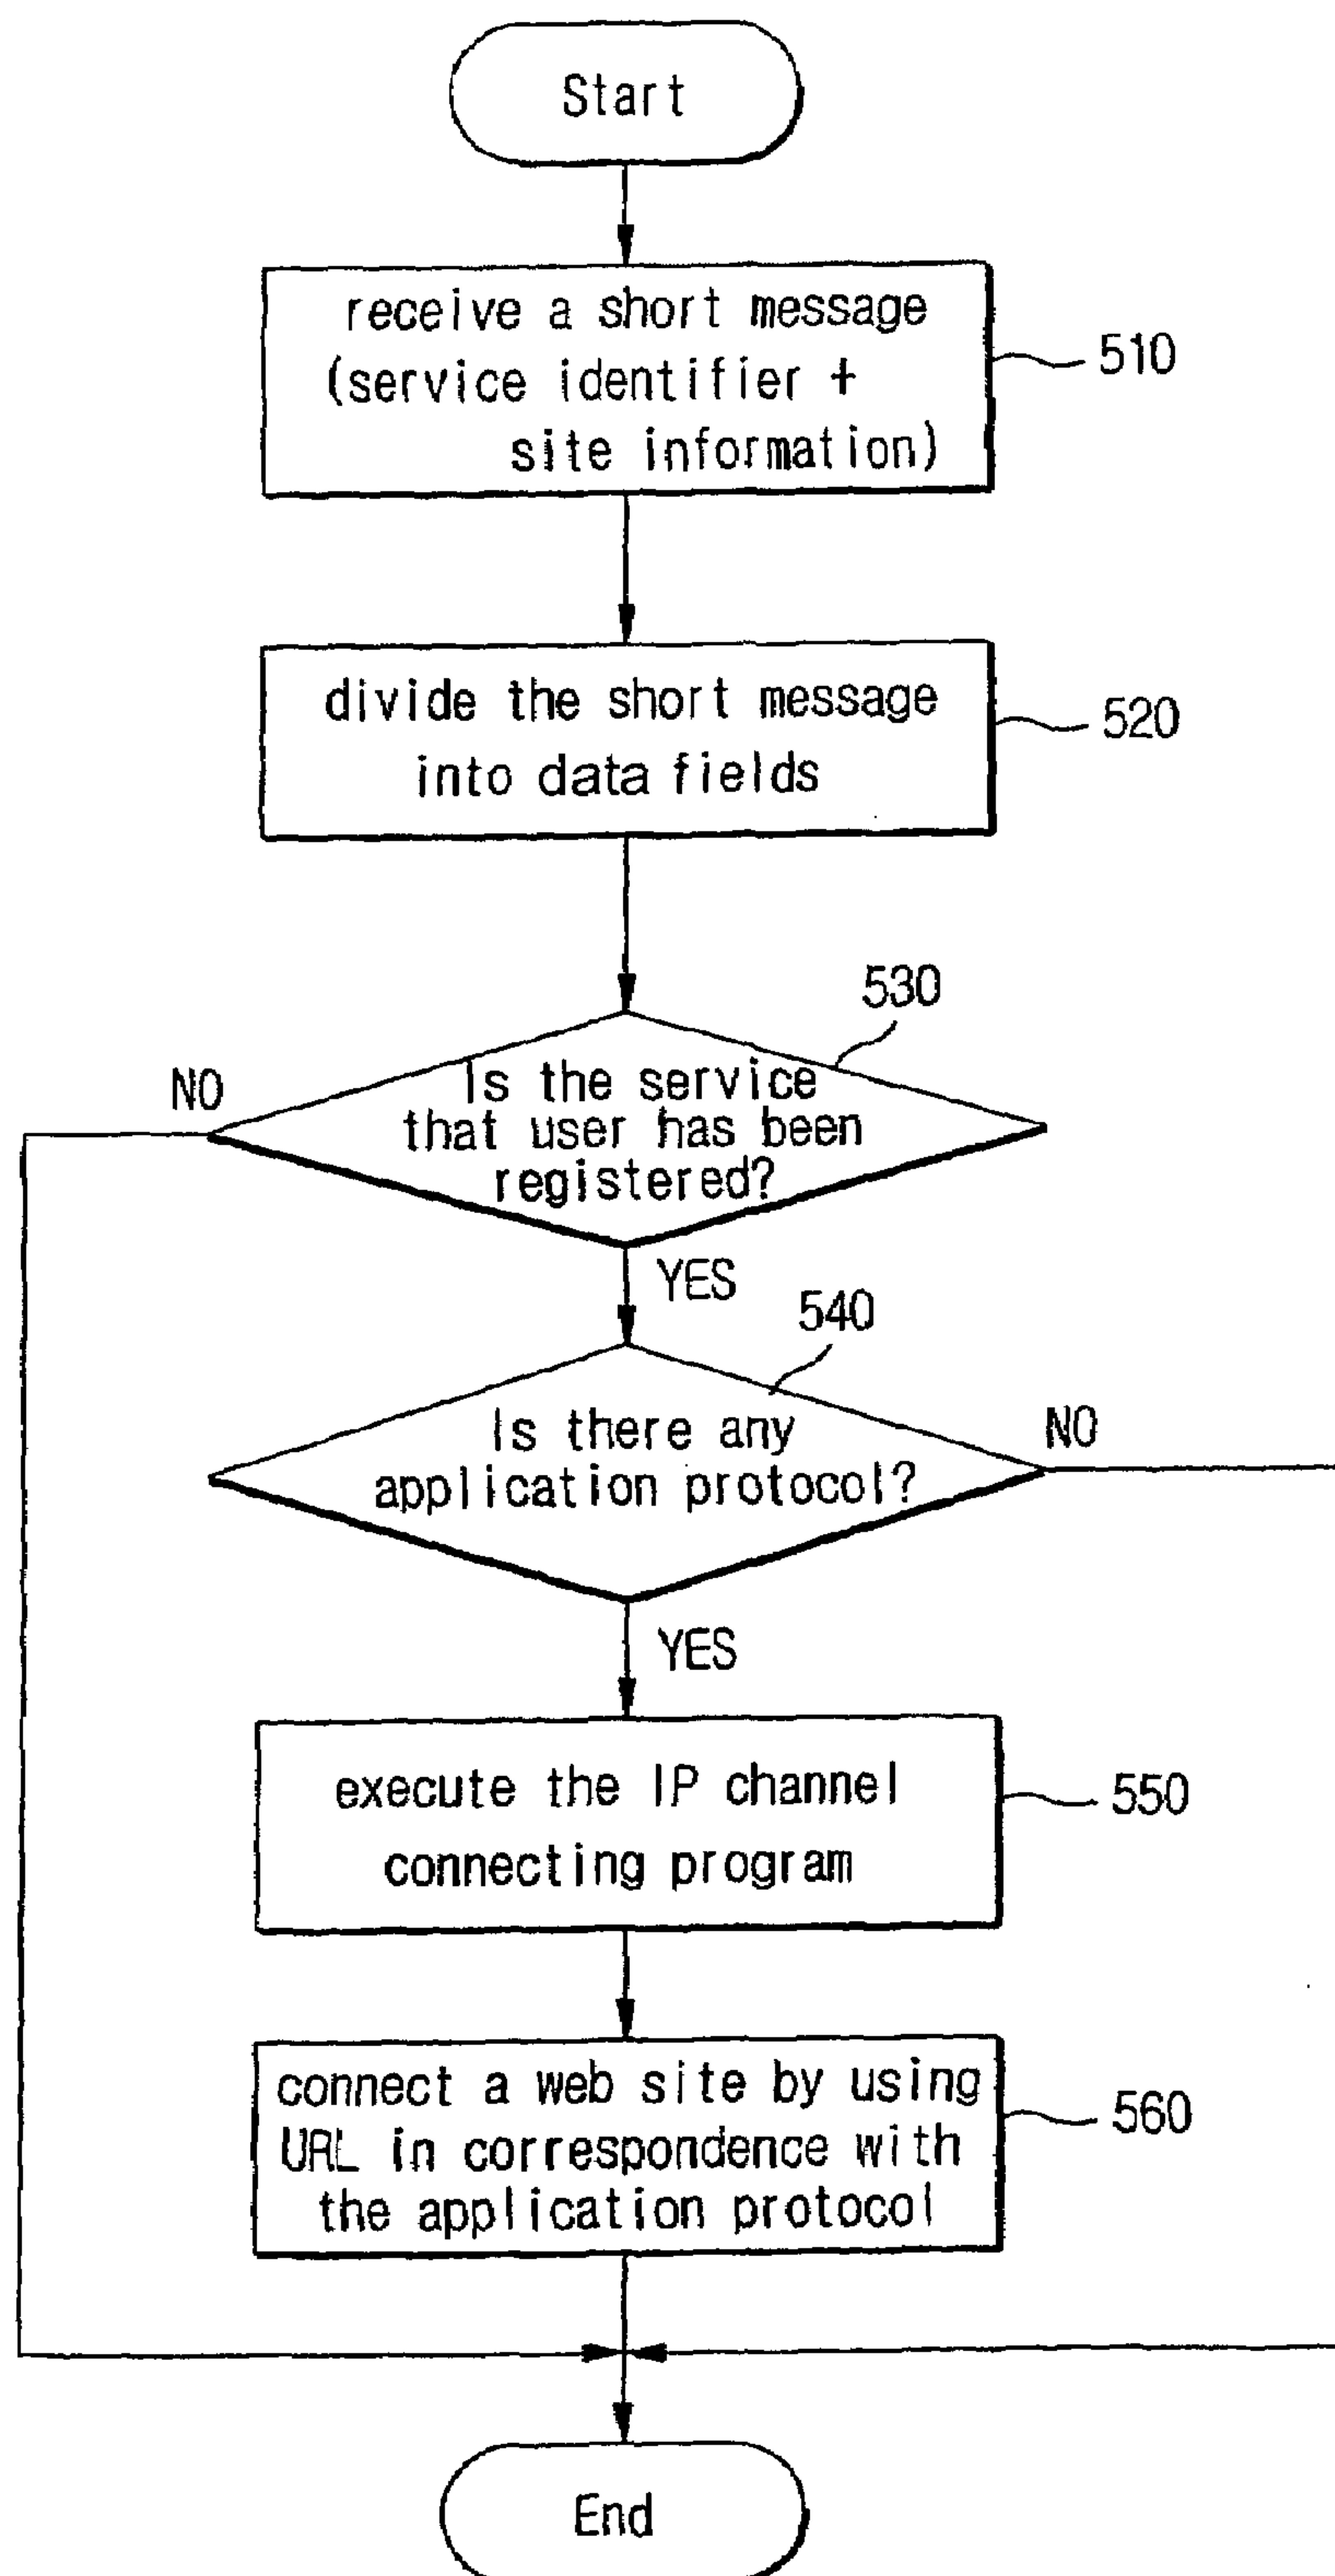 Start
receive a short message
(service identifier +
site information)
510
divide the short message
into data fields
520
530
NO
Is the service
that user has been
registered?
YES
540
Is there any
application protocol?
NO
YES
execute the IP channel
connecting program
550
connect a web site by using
URL in correspondence with
the application protocol
560
End